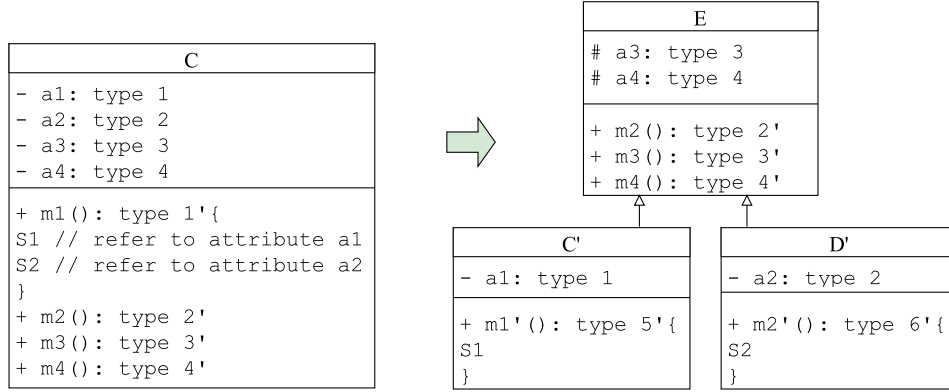 C
- a1: type 1
- a2: type 2
- a3: type 3
- a4: type 4
+ m1(): type 1'{
S1 // refer to attribute a1
S2 // refer to attribute a2
}
+ m2(): type 2'
+ m3(): type 3'
+ m4(): type 4'
E
# a3: type 3
# a4: type 4
+ m2(): type 2'
+ m3(): type 3'
+ m4(): type 4'
C'
- a1: type 1
+ m1'(): type 5'{
S1
}
D'
- a2: type 2
+ m2'(): type 6'{
S2
}